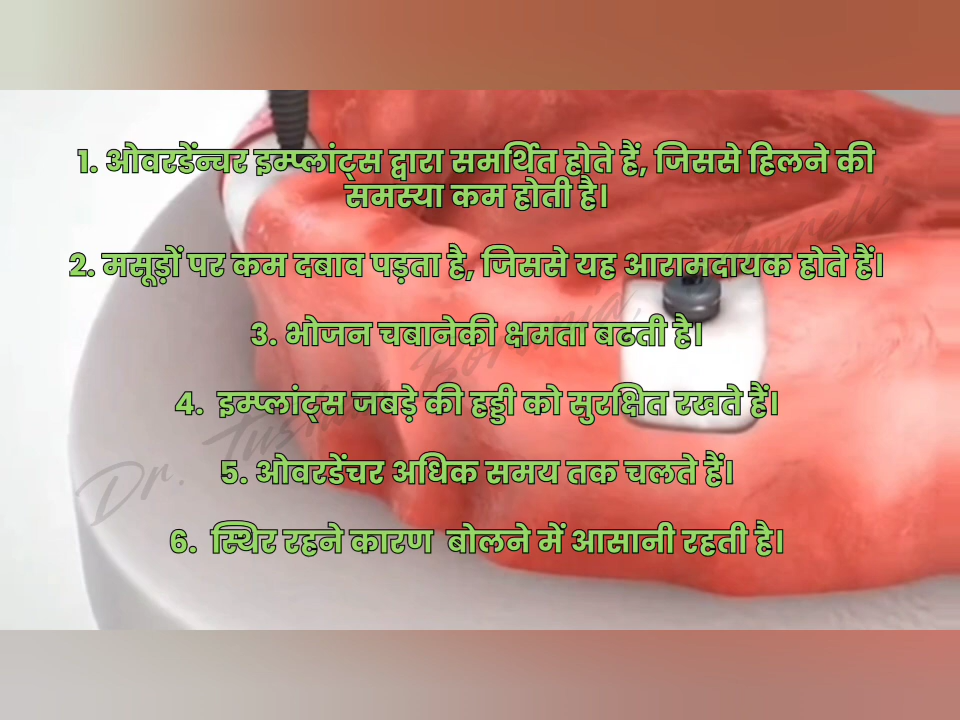 1. ओवरडेंन्चर इम्प्लांट्स द्वारा समर्थित होते हैं, जिससे हिलने की
समस्या कम होती है।
2. मसूड़ों पर कम दबाव पड़ता है, जिससे यह आरामदायक होते हैं।
3. भोजन चबानेकी क्षमता बढती है।
4. इम्प्लांट्स जबड़े की हड्डी को सुरक्षित रखते हैं।
5. ओवरडेंचर अधिक समय तक चलते हैं।
6. स्थिर रहने कारण बोलने में आसानी रहती है।
Dr. Tushar